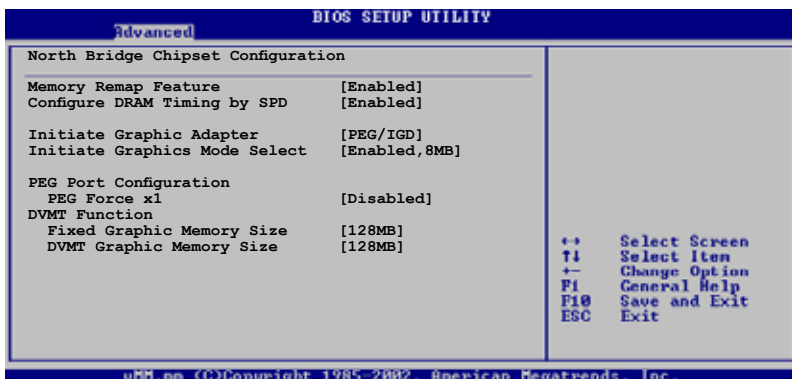 BIOS SETUP UTILITY
Advanced
North Bridge Chipset Configuration
Memory Remap Feature [Enabled]
Configure DRAM Timing by SPD [Enabled]
Initiate Graphic Adapter [PEG/IGD]
Initiate Graphics Mode Select [Enabled,8MB]
PEG Port Configuration
PEG Force x1 [Disabled]
DVMT Function
Fixed Graphic Memory Size [128MB]
DVMT Graphic Memory Size [128MB]
←→ Select Screen
↑↓ Select Item
+- Change Option
F1 General Help
F10 Save and Exit
ESC Exit
(C)Copyright 1985-2002, American Megatrends, Inc.